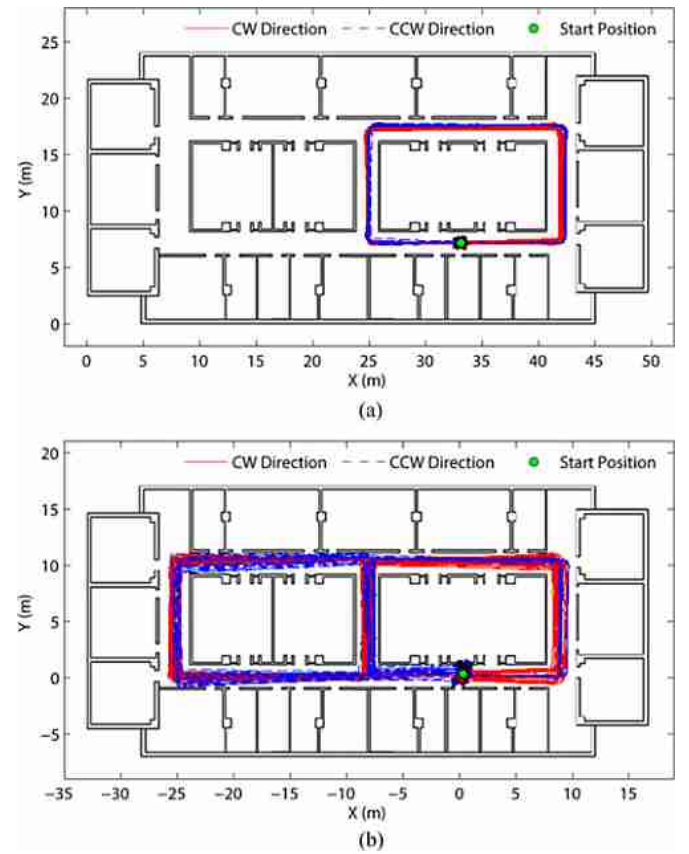 CW Direction CCW Direction Start Position
25
20
15
10
5
0
Y (m)
0 5 10 15 20 25 30 35 40 45 50
X (m)
(a)
CW Direction CCW Direction Start Position
20
15
10
5
0
−5
Y (m)
−35 −30 −25 −20 −15 −10 −5 0 5 10 15
X (m)
(b)